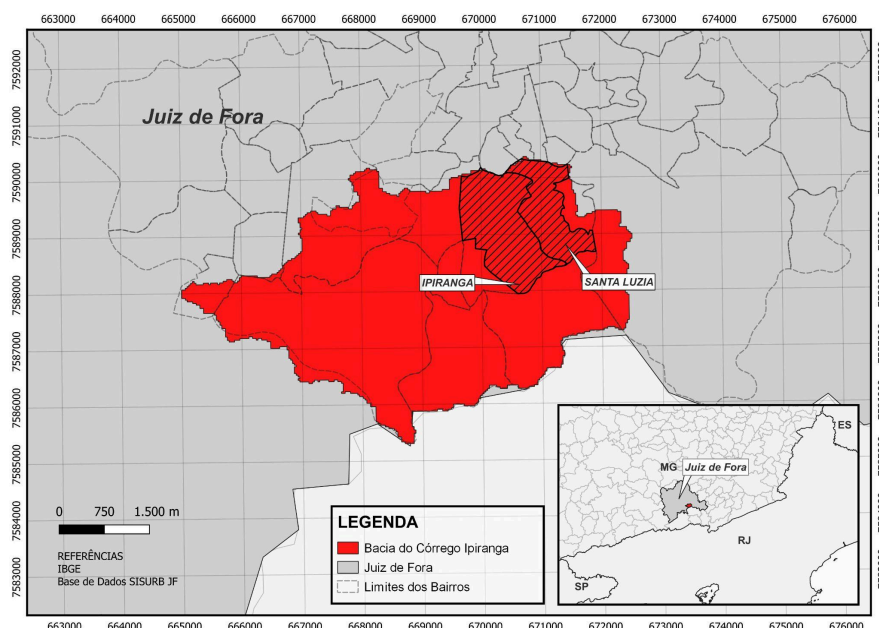 663000 664000 665000 666000 667000 668000 669000 670000 671000 672000 673000 674000 675000 676000
7592000
7591000
7590000
7589000
7588000
7587000
7586000
7585000
7584000
7583000
Juiz de Fora
IPIRANGA
SANTA LUZIA
0 750 1.500 m
REFERÊNCIAS
IBGE
Base de Dados SISURB JF
LEGENDA
Bacia do Córrego Ipiranga
Juiz de Fora
Limites dos Bairros
ES
MG
Juiz de Fora
RJ
SP
663000 664000 665000 666000 667000 668000 669000 670000 671000 672000 673000 674000 675000 676000